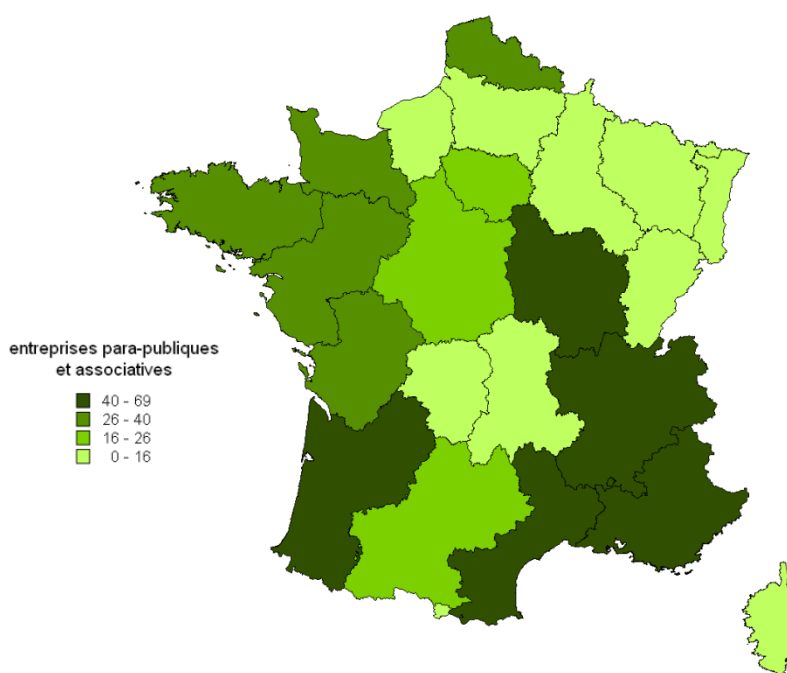 entreprises para-publiques
et associatives
40 - 69
26 - 40
16 - 26
0 - 16